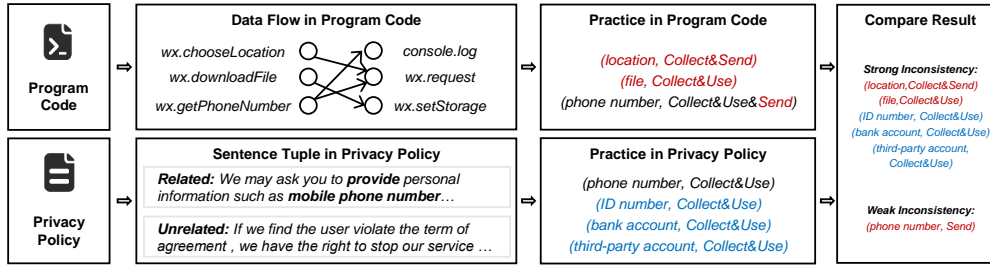 Program
Code
Data Flow in Program Code
wx.chooseLocation
console.log
wx.downloadFile
wx.request
wx.getPhoneNumber
wx.setStorage
Practice in Program Code
(location, Collect&Send)
(file, Collect&Use)
(phone number, Collect&Use&Send)
Compare Result
Strong Inconsistency:
(location,Collect&Send)
(file,Collect&Use)
(ID number, Collect&Use)
(bank account, Collect&Use)
(third-party account,
Collect&Use)
Weak Inconsistency:
(phone number, Send)
Privacy
Policy
Sentence Tuple in Privacy Policy
Related: We may ask you to provide personal
information such as mobile phone number…
Unrelated: If we find the user violate the term of
agreement , we have the right to stop our service …
Practice in Privacy Policy
(phone number, Collect&Use)
(ID number, Collect&Use)
(bank account, Collect&Use)
(third-party account, Collect&Use)